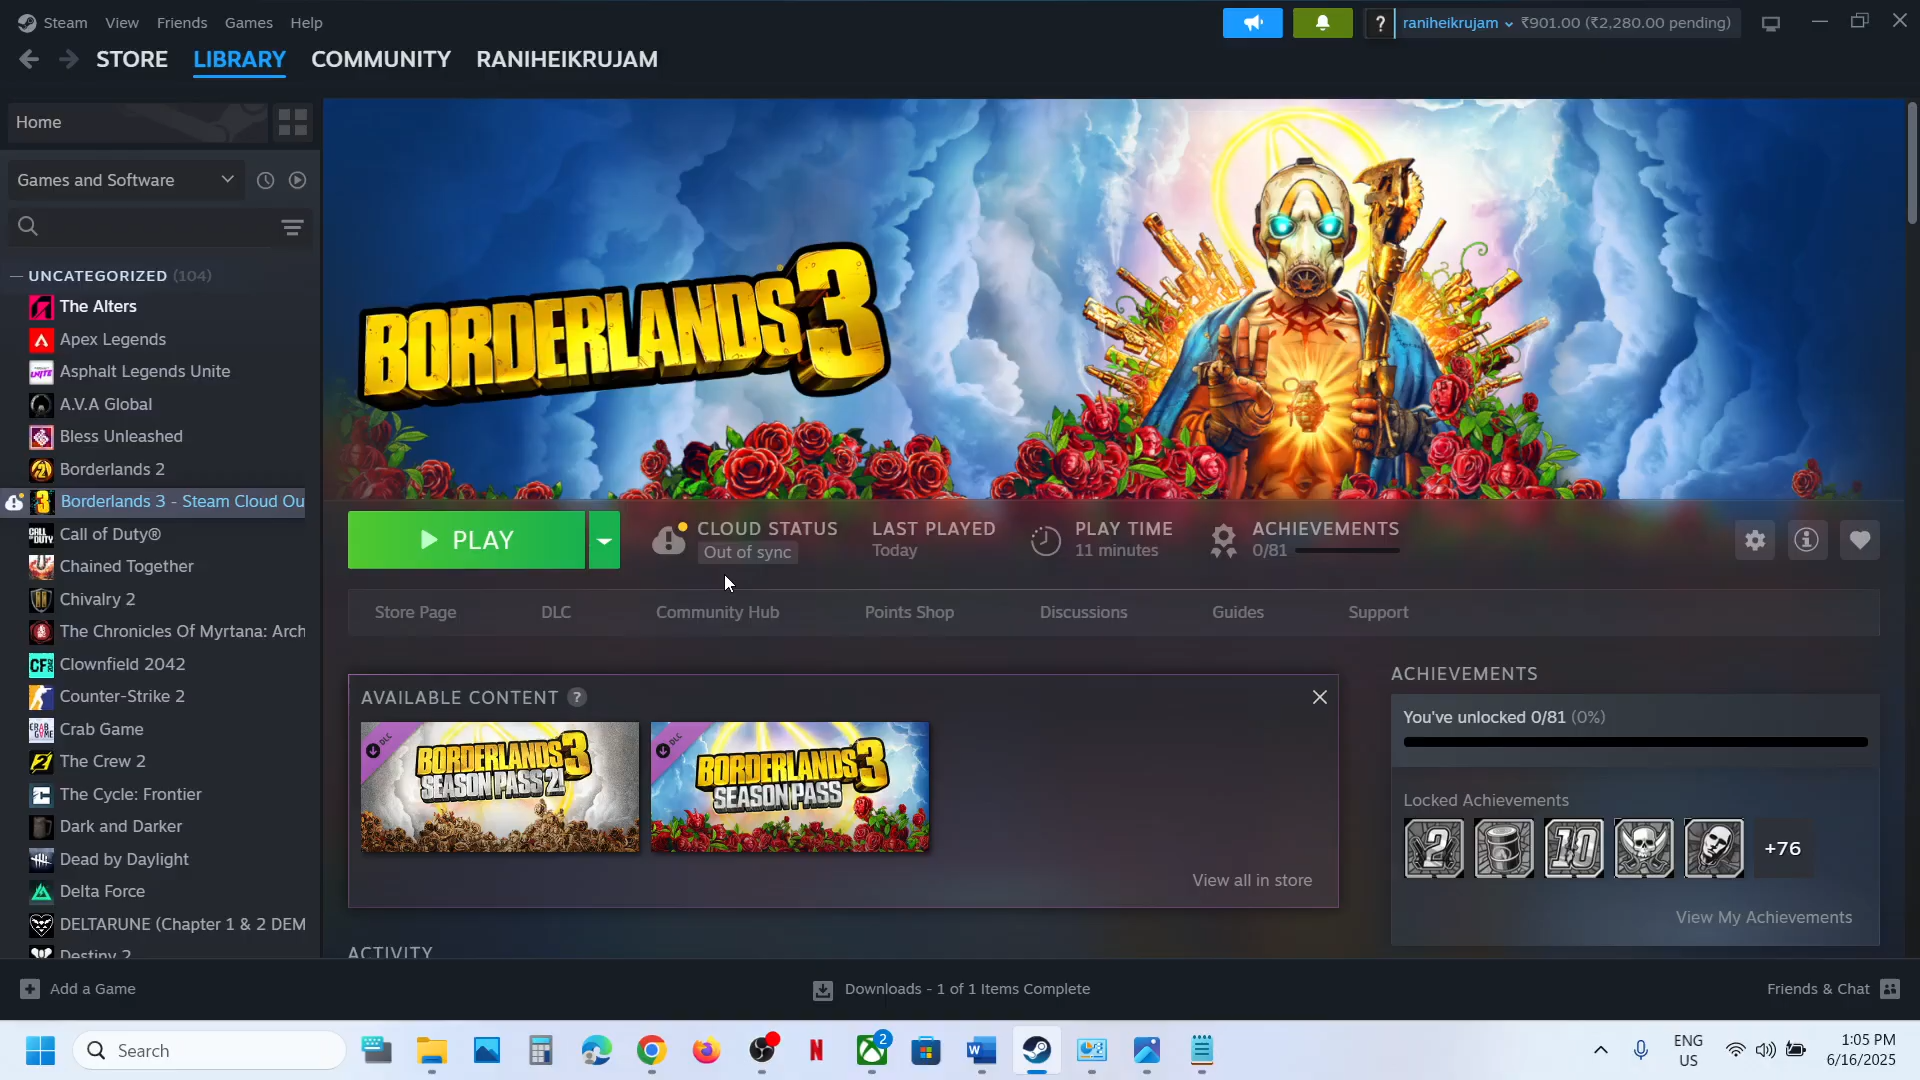 Steam View Friends Games Help
raniheikrujam ₹901.00 (₹2,280.00 pending)
STORE LIBRARY COMMUNITY RANIHEIKRUJAM
Home
Games and Software
UNCATEGORIZED (104)
The Alters
Apex Legends
Asphalt Legends Unite
A.V.A Global
Bless Unleashed
Borderlands 2
Borderlands 3 - Steam Cloud Ou
Call of Duty®
Chained Together
Chivalry 2
The Chronicles Of Myrtana: Arch
Clownfield 2042
Counter-Strike 2
Crab Game
The Crew 2
The Cycle: Frontier
Dark and Darker
Dead by Daylight
Delta Force
DELTARUNE (Chapter 1 & 2 DEM
Destiny 2
BORDERLANDS 3
PLAY
CLOUD STATUS
Out of sync
LAST PLAYED
Today
PLAY TIME
11 minutes
ACHIEVEMENTS
0/81
Store Page DLC Community Hub Points Shop Discussions Guides Support
AVAILABLE CONTENT ?
DLC
BORDERLANDS 3
SEASON PASS 2!
DLC
BORDERLANDS 3
SEASON PASS
View all in store
ACTIVITY
ACHIEVEMENTS
You've unlocked 0/81 (0%)
Locked Achievements
+76
View My Achievements
Add a Game
Downloads - 1 of 1 Items Complete
Friends & Chat
Search
2
ENG
US
1:05 PM
6/16/2025